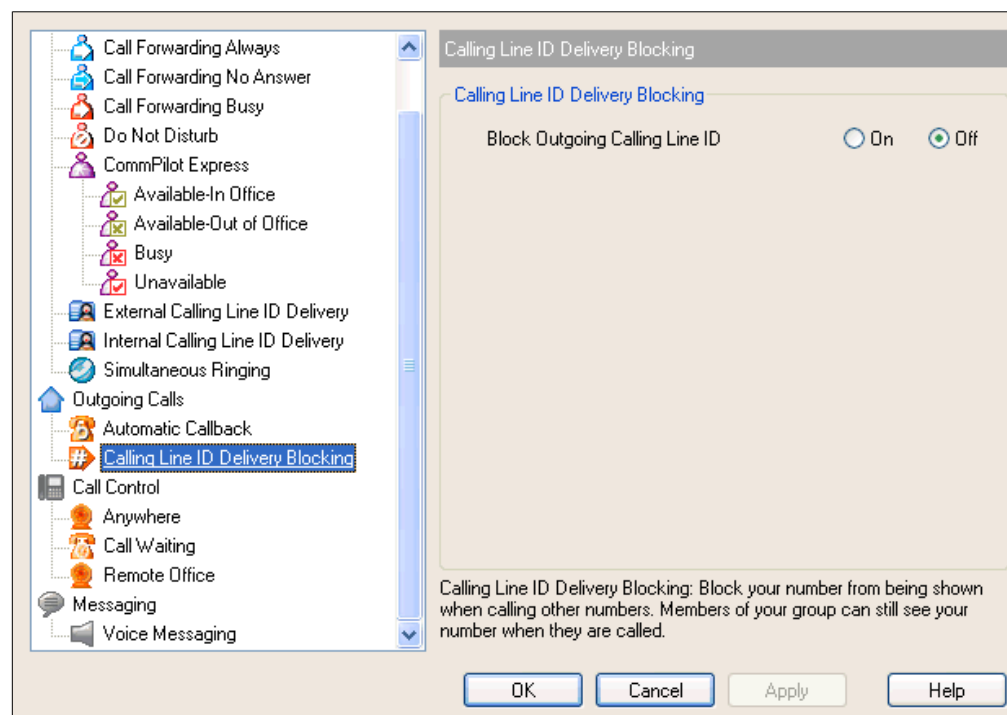 Call Forwarding Always
Call Forwarding No Answer
Call Forwarding Busy
Do Not Disturb
CommPilot Express
Available-In Office
Available-Out of Office
Busy
Unavailable
External Calling Line ID Delivery
Internal Calling Line ID Delivery
Simultaneous Ringing
Outgoing Calls
Automatic Callback
Calling Line ID Delivery Blocking
Call Control
Anywhere
Call Waiting
Remote Office
Messaging
Voice Messaging
Calling Line ID Delivery Blocking
Calling Line ID Delivery Blocking
Block Outgoing Calling Line ID On Off
Calling Line ID Delivery Blocking: Block your number from being shown
when calling other numbers. Members of your group can still see your
number when they are called.
OK Cancel Apply Help